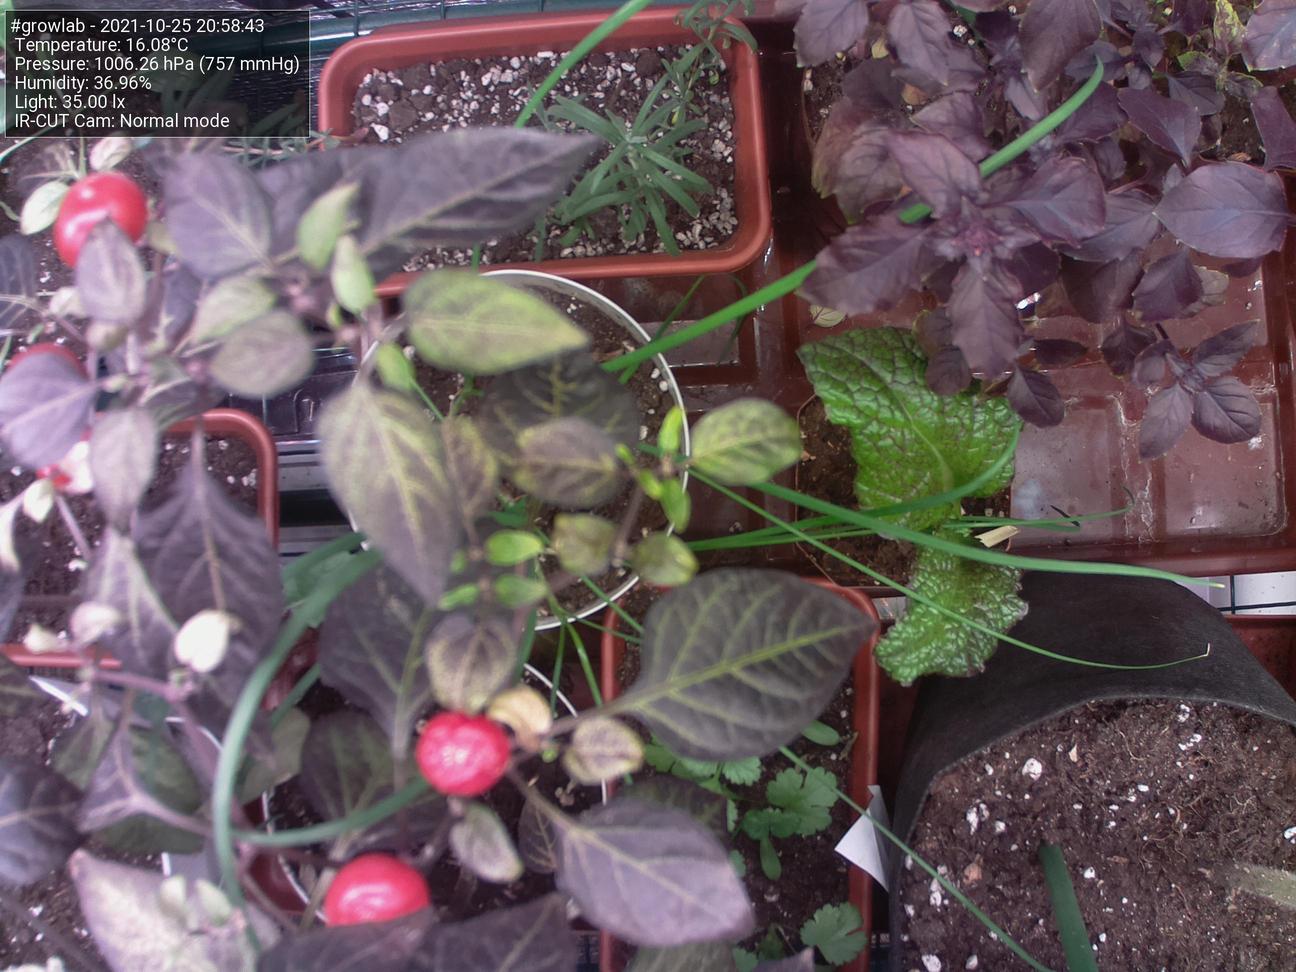 #growlab - 2021-10-25 20:58:43
Temperature: 16.08°C
Pressure: 1006.26 hPa (757 mmHg)
Humidity: 36.96%
Light: 35.00 lx
IR-CUT Cam: Normal mode